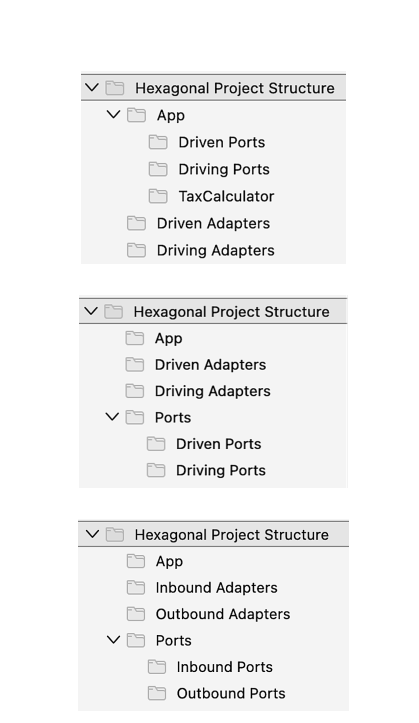 Hexagonal Project Structure
App
Driven Ports
Driving Ports
TaxCalculator
Driven Adapters
Driving Adapters
Hexagonal Project Structure
App
Driven Adapters
Driving Adapters
Ports
Driven Ports
Driving Ports
Hexagonal Project Structure
App
Inbound Adapters
Outbound Adapters
Ports
Inbound Ports
Outbound Ports